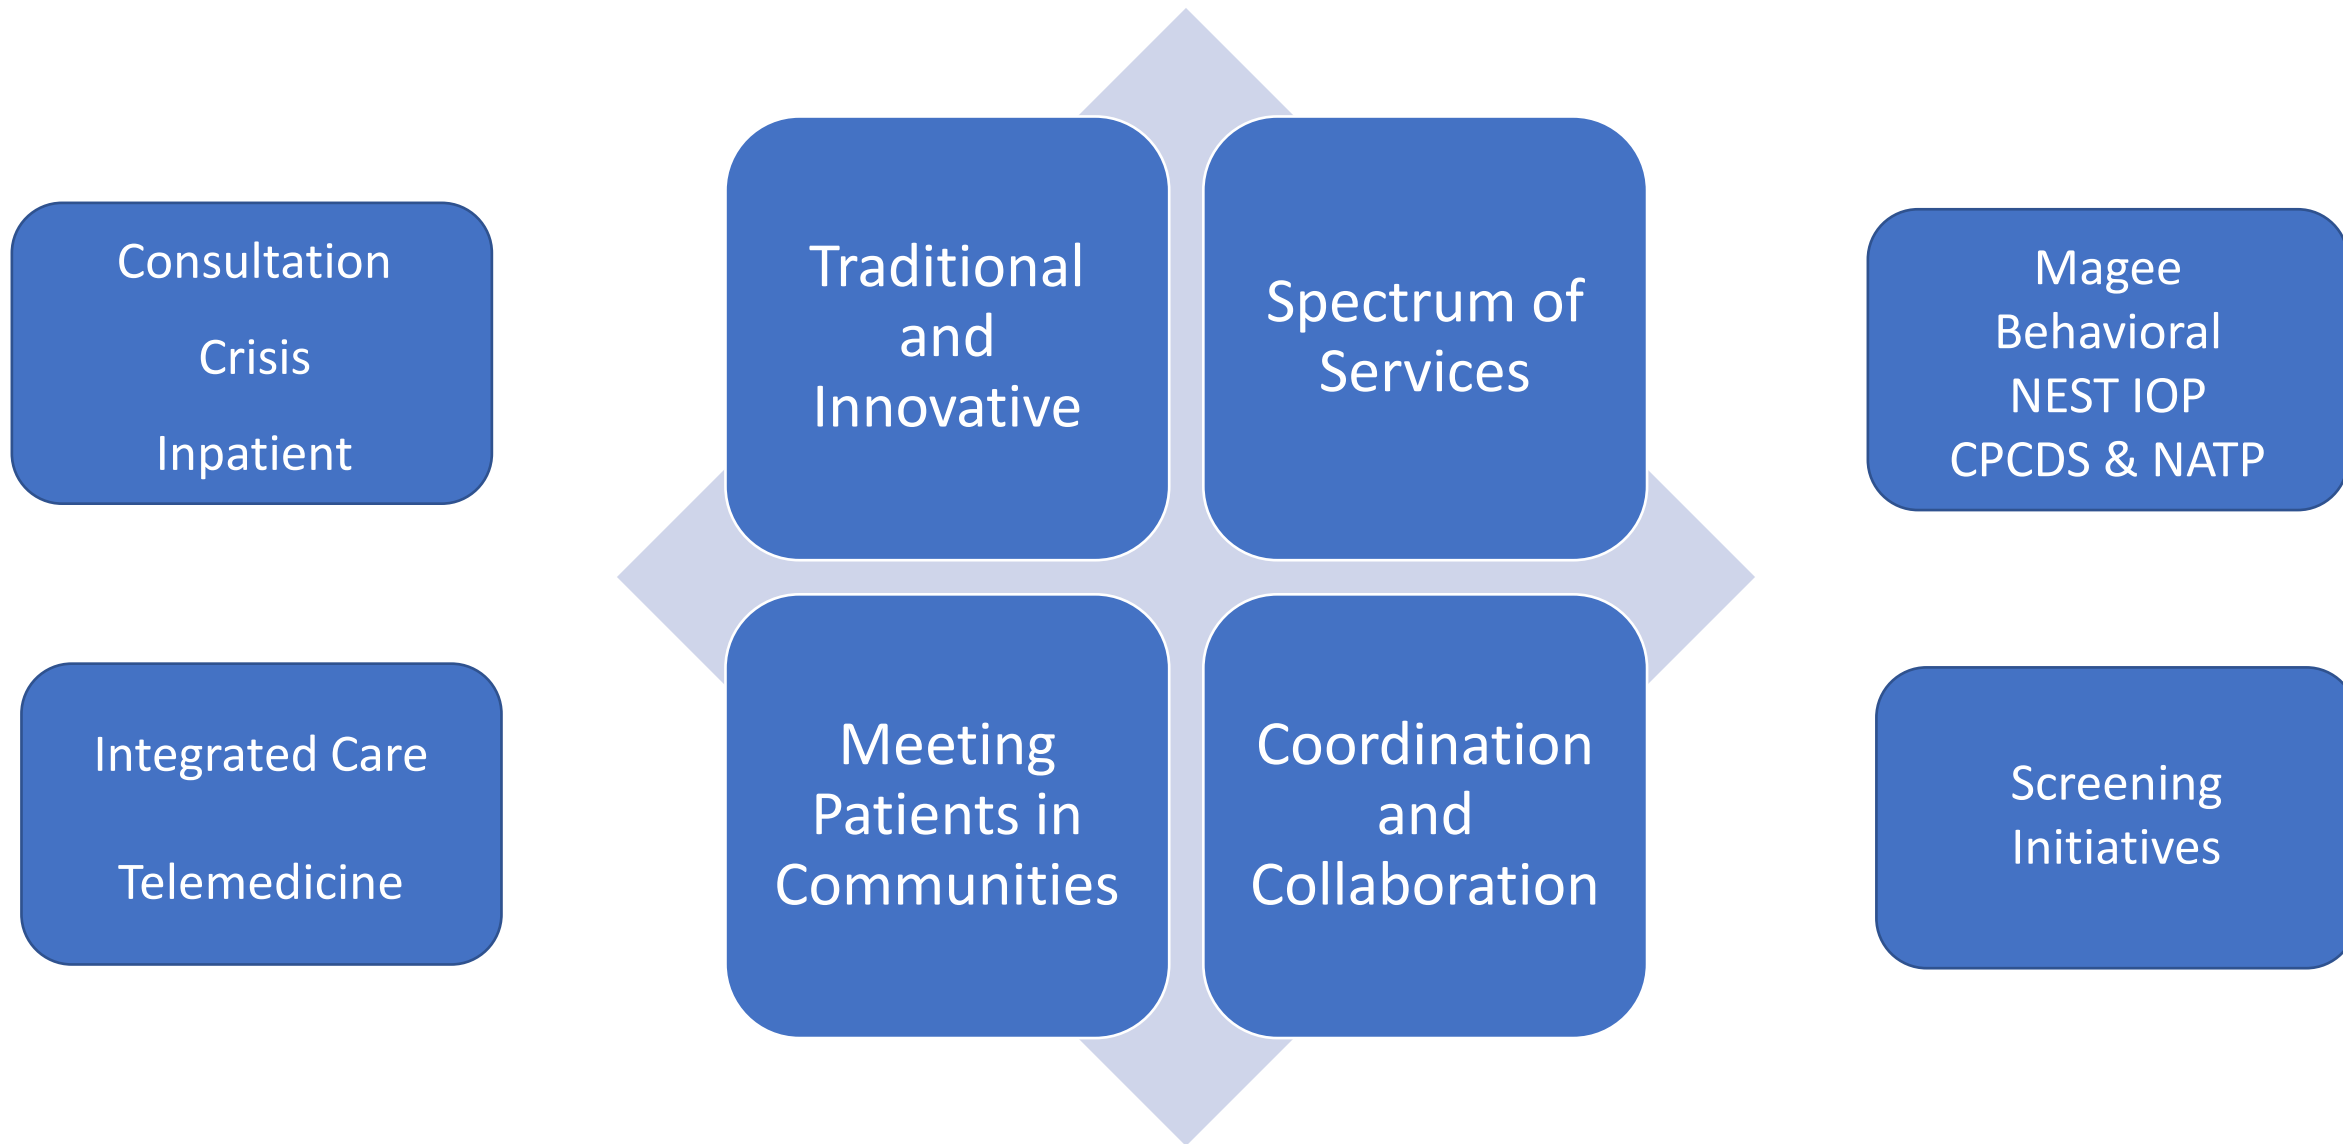 Consultation
Crisis
Inpatient
Traditional
and
Innovative
Spectrum of
Services
Magee
Behavioral
NEST IOP
CPCDS & NATP
Integrated Care
Telemedicine
Meeting
Patients in
Communities
Coordination
and
Collaboration
Screening
Initiatives